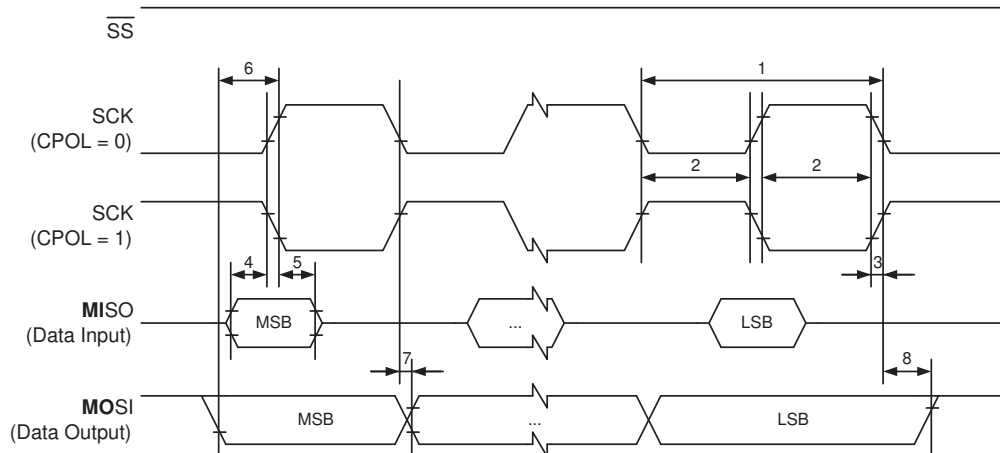 SS
6
1
SCK
(CPOL = 0)
2
2
SCK
(CPOL = 1)
4
5
3
MISO
(Data Input)
MSB
...
LSB
7
8
MOSI
(Data Output)
MSB
...
LSB